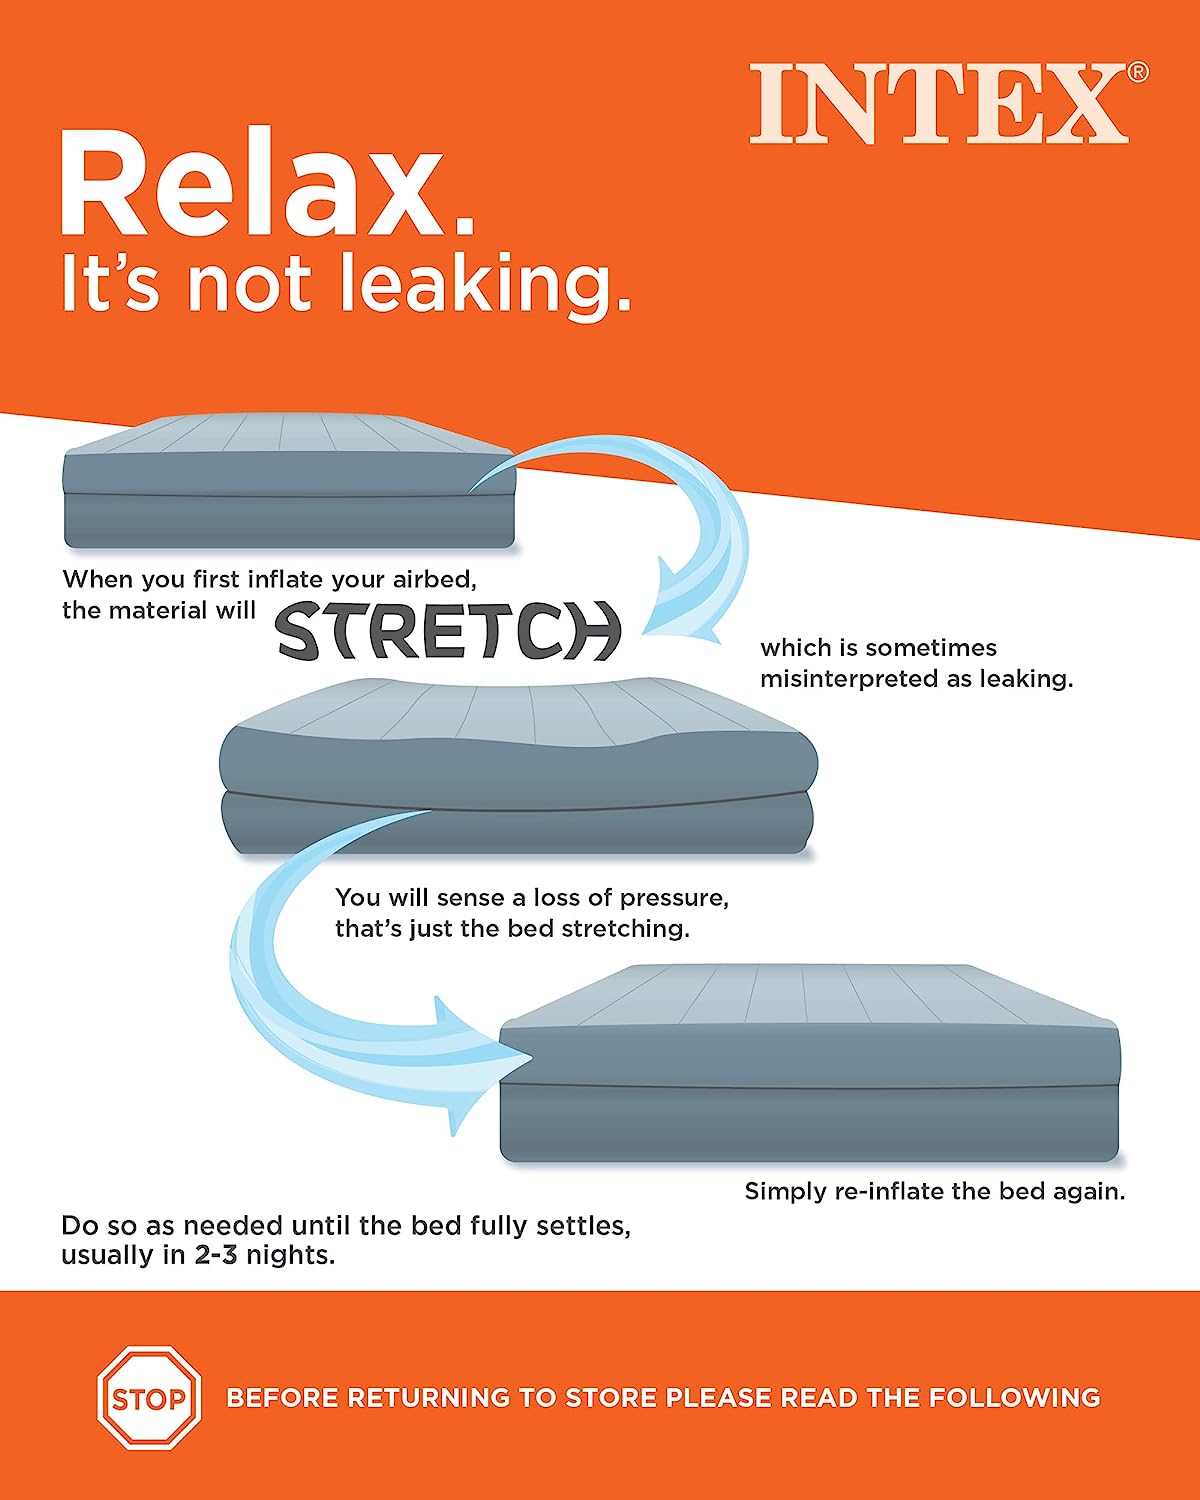 INTEX®
Relax.
It's not leaking.
When you first inflate your airbed,
the material will STRETCH
which is sometimes
misinterpreted as leaking.
You will sense a loss of pressure,
that's just the bed stretching.
Simply re-inflate the bed again.
Do so as needed until the bed fully settles,
usually in 2-3 nights.
STOP
BEFORE RETURNING TO STORE PLEASE READ THE FOLLOWING